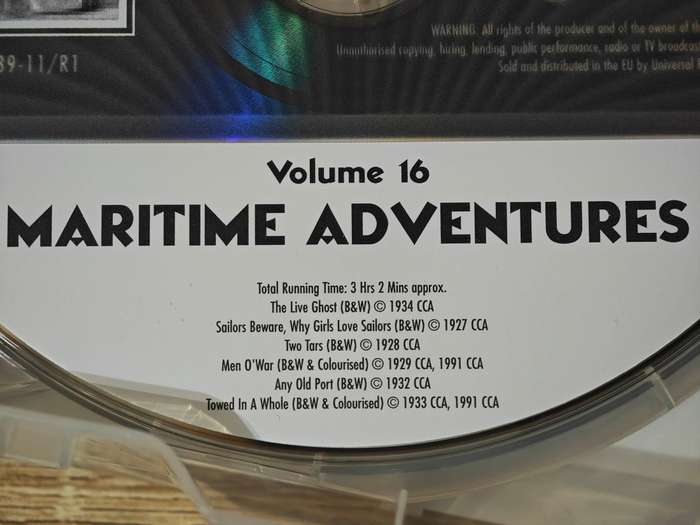 39-11/R1
WARNING: All rights of the producer and of the owner of
Unauthorised copying, hiring, lending, public performance, radio or TV
Sold and distributed in the EU by Universal
Volume 16
MARITIME ADVENTURES
Total Running Time: 3 Hrs 2 Mins approx.
The Live Ghost (B&W) © 1934 CCA
Sailors Beware, Why Girls Love Sailors (B&W) © 1927 CCA
Two Tars (B&W) © 1928 CCA
Men O'War (B&W & Colourised) © 1929 CCA, 1991 CCA
Any Old Port (B&W) © 1932 CCA
Towed In A Whole (B&W & Colourised) © 1933 CCA, 1991 CCA